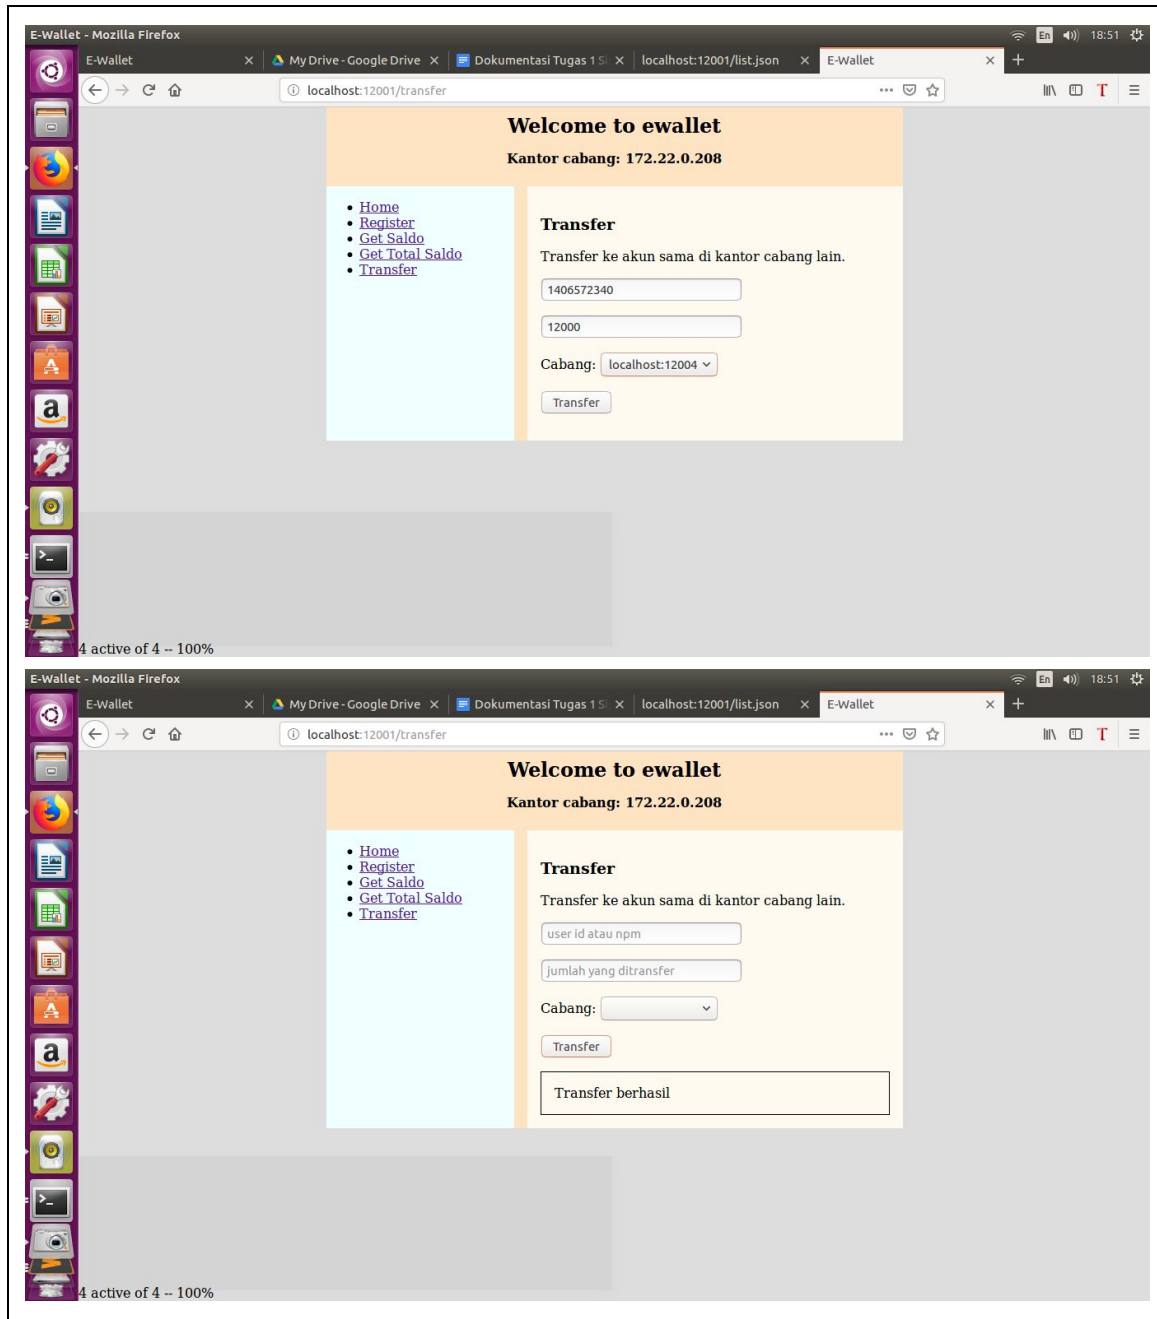 E-Wallet - Mozilla Firefox
En 18:51
E-Wallet
My Drive - Google Drive
Dokumentasi Tugas 1 Si
localhost:12001/list.json
E-Wallet
localhost:12001/transfer
T
Welcome to ewallet
Kantor cabang: 172.22.0.208
Home
Register
Get Saldo
Get Total Saldo
Transfer
Transfer
Transfer ke akun sama di kantor cabang lain.
1406572340
12000
Cabang: localhost:12004
Transfer
4 active of 4 -- 100%
E-Wallet - Mozilla Firefox
En 18:51
E-Wallet
My Drive - Google Drive
Dokumentasi Tugas 1 Si
localhost:12001/list.json
E-Wallet
localhost:12001/transfer
T
Welcome to ewallet
Kantor cabang: 172.22.0.208
Home
Register
Get Saldo
Get Total Saldo
Transfer
Transfer
Transfer ke akun sama di kantor cabang lain.
user id atau npm
jumlah yang ditransfer
Cabang:
Transfer
Transfer berhasil
4 active of 4 -- 100%